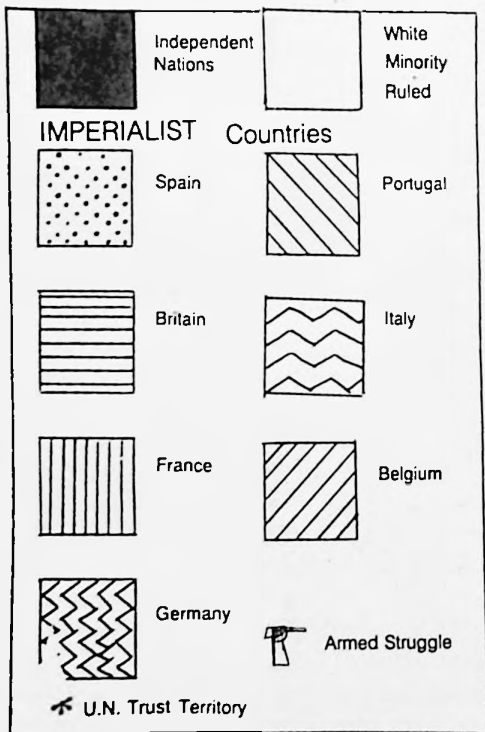 Independent
Nations
White
Minority
Ruled
IMPERIALIST Countries
Spain
Portugal
Britain
Italy
France
Belgium
Germany
Armed Struggle
U.N. Trust Territory